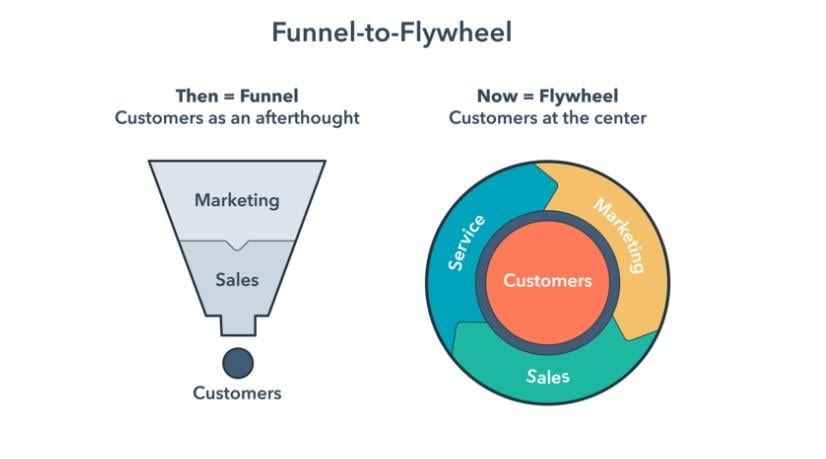 Funnel-to-Flywheel
Then = Funnel
Customers as an afterthought
Marketing
Sales
Customers
Now = Flywheel
Customers at the center
Service
Marketing
Customers
Sales